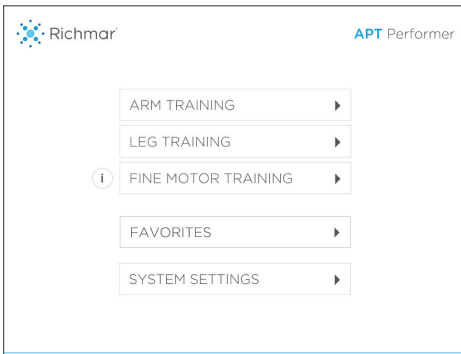 Richmar®
APT Performer
ARM TRAINING
LEG TRAINING
i FINE MOTOR TRAINING
FAVORITES
SYSTEM SETTINGS